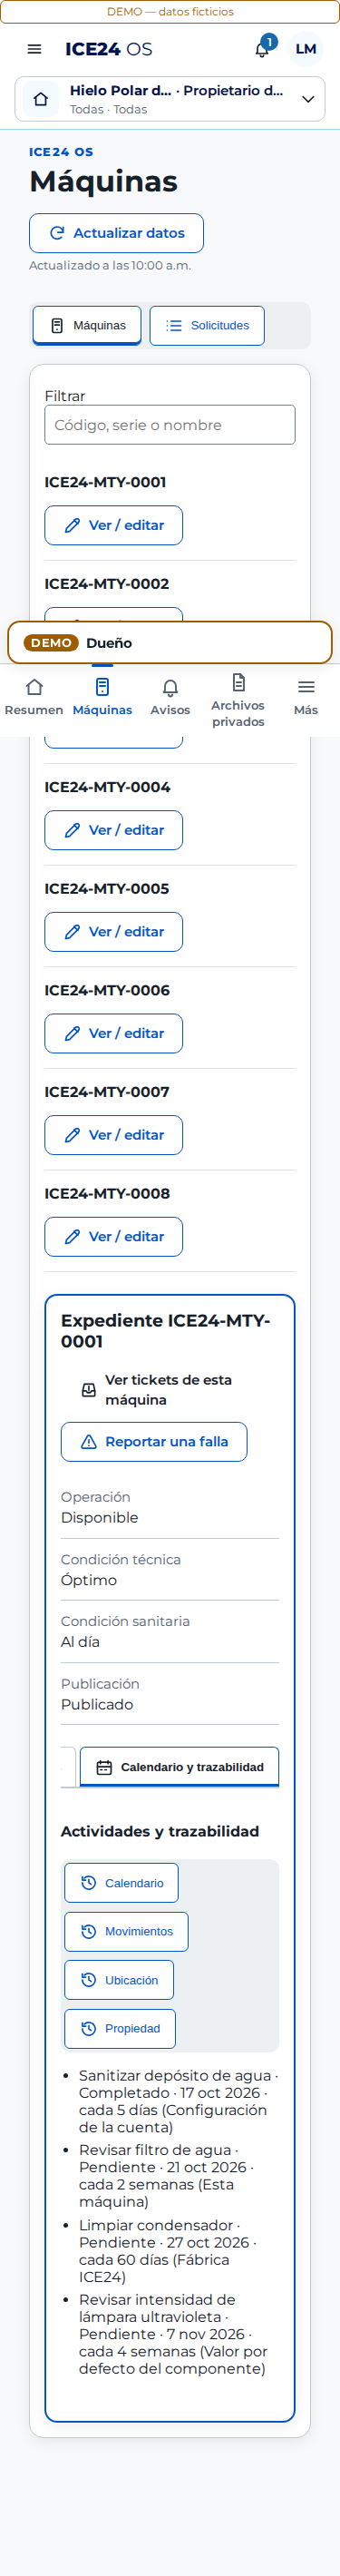 DEMO — datos ficticios
ICE24 OS
1
LM
Hielo Polar d... · Propietario d...
Todas · Todas
ICE24 OS
Máquinas
Actualizar datos
Actualizado a las 10:00 a.m.
Máquinas
Solicitudes
Filtrar
Código, serie o nombre
ICE24-MTY-0001
Ver / editar
ICE24-MTY-0002
DEMO Dueño
Resumen
Máquinas
Avisos
Archivos privados
Más
ICE24-MTY-0004
Ver / editar
ICE24-MTY-0005
Ver / editar
ICE24-MTY-0006
Ver / editar
ICE24-MTY-0007
Ver / editar
ICE24-MTY-0008
Ver / editar
Expediente ICE24-MTY-
0001
Ver tickets de esta
máquina
Reportar una falla
Operación
Disponible
Condición técnica
Óptimo
Condición sanitaria
Al día
Publicación
Publicado
Calendario y trazabilidad
Actividades y trazabilidad
Calendario
Movimientos
Ubicación
Propiedad
• Sanitizar depósito de agua ·
Completado · 17 oct 2026 ·
cada 5 días (Configuración
de la cuenta)
• Revisar filtro de agua ·
Pendiente · 21 oct 2026 ·
cada 2 semanas (Esta
máquina)
• Limpiar condensador ·
Pendiente · 27 oct 2026 ·
cada 60 días (Fábrica
ICE24)
• Revisar intensidad de
lámpara ultravioleta ·
Pendiente · 7 nov 2026 ·
cada 4 semanas (Valor por
defecto del componente)